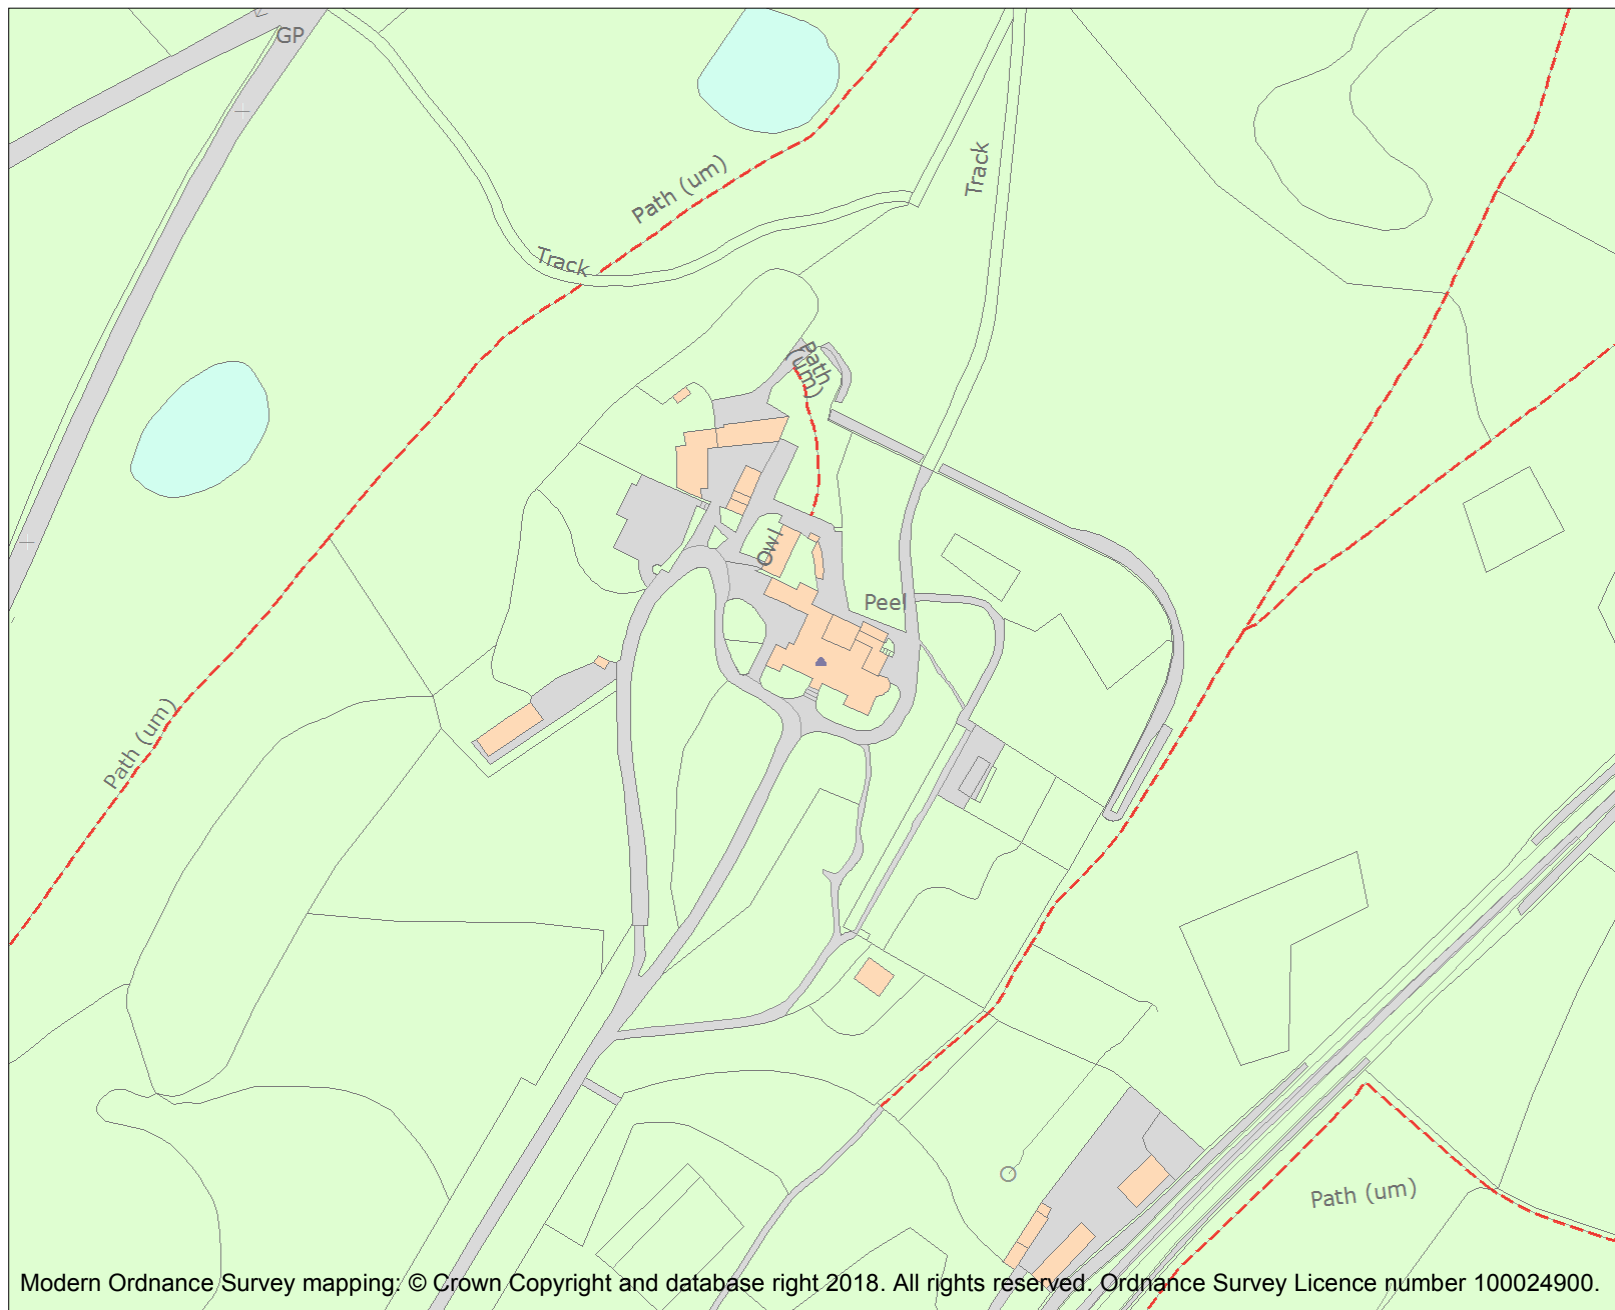 GP
Path (um)
Track
Track
Path
(um)
Owl
Peel
Path (um)
Path (um)
Modern Ordnance Survey mapping: © Crown Copyright and database right 2018. All rights reserved. Ordnance Survey Licence number 100024900.